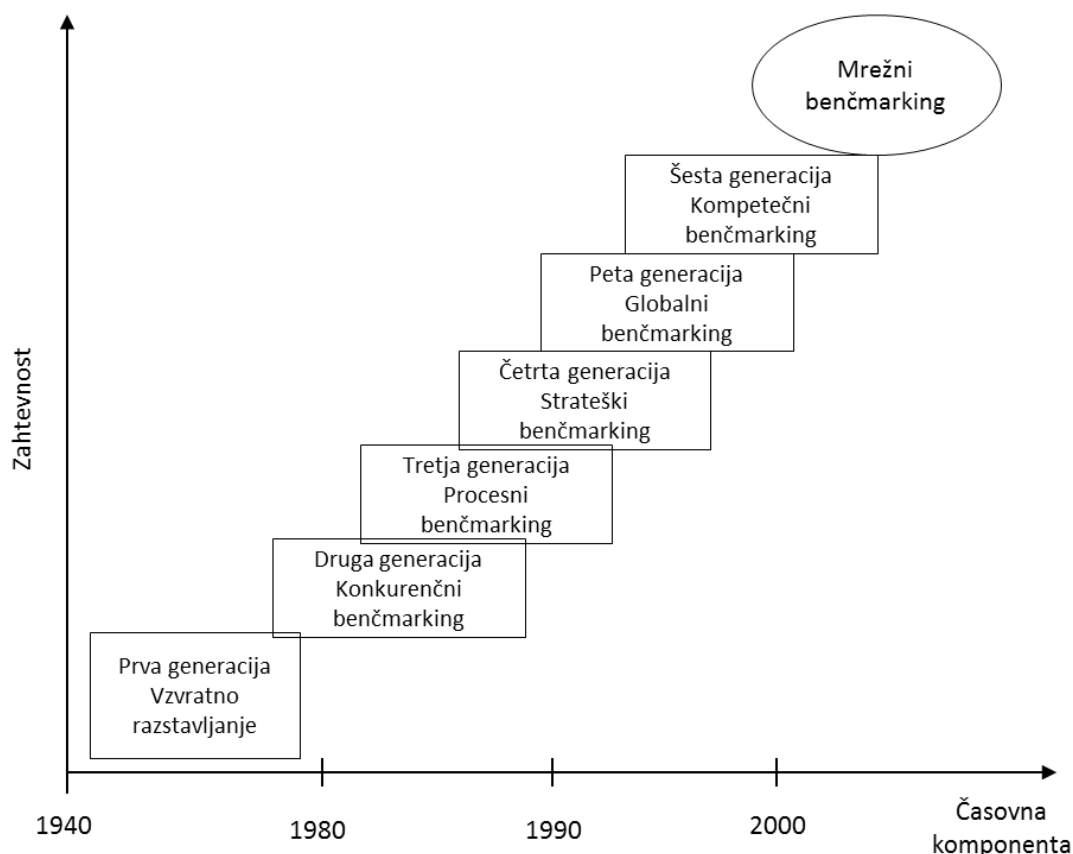 Mrežni
benčmarking
Šesta generacija
Kompetečni
benčmarking
Peta generacija
Globalni
benčmarking
Četrta generacija
Strateški
benčmarking
Tretja generacija
Procesni
benčmarking
Druga generacija
Konkurenčni
benčmarking
Prva generacija
Vzvratno
razstavljanje
Zahtevnost
1940
1980
1990
2000
Časovna
komponenta